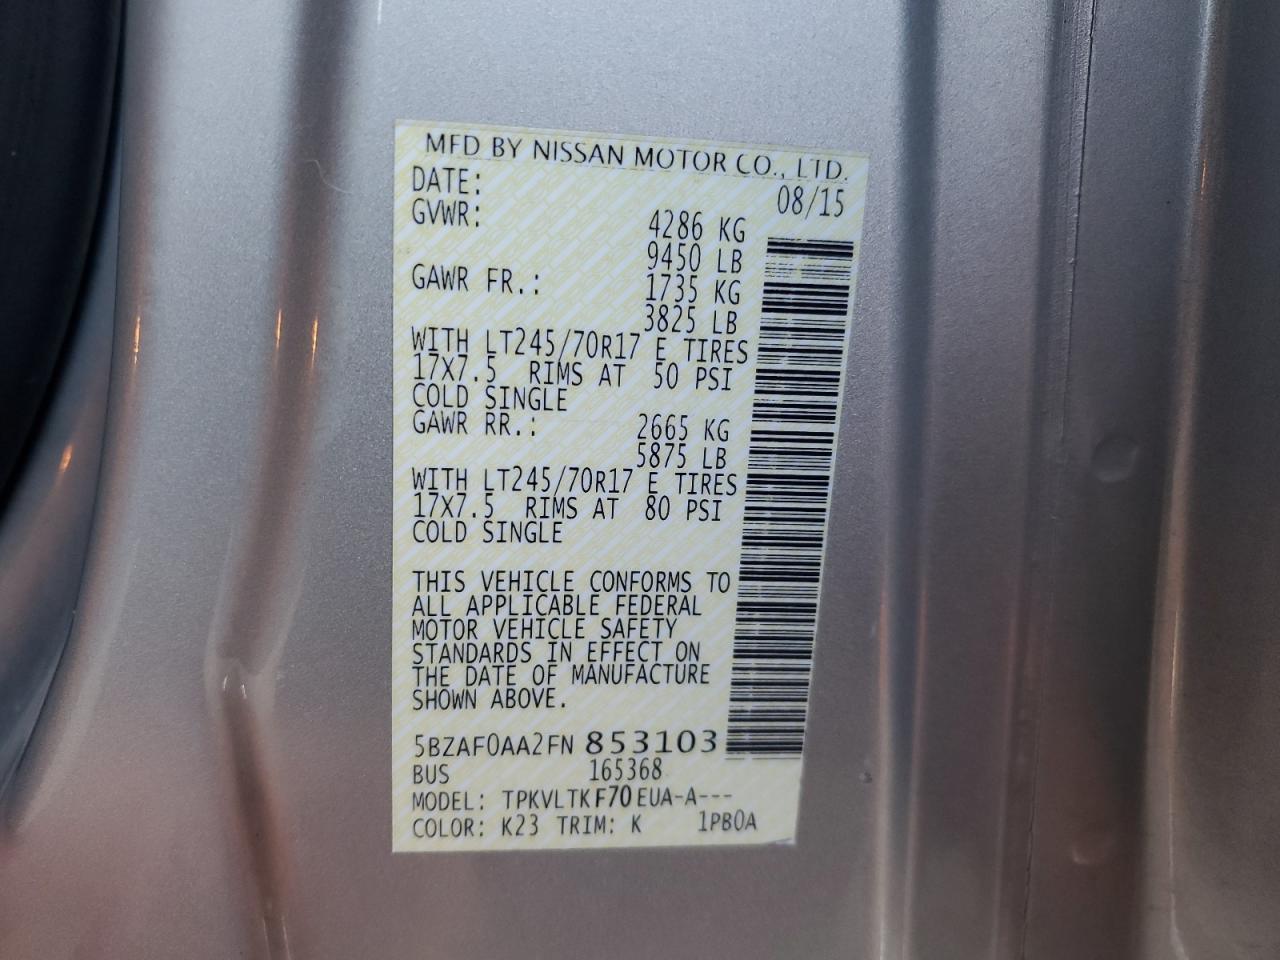 MFD BY NISSAN MOTOR CO., LTD.
DATE: 08/15
GVWR: 4286 KG
9450 LB
GAWR FR.: 1735 KG
3825 LB
WITH LT245/70R17 E TIRES
17X7.5 RIMS AT 50 PSI
COLD SINGLE
GAWR RR.: 2665 KG
5875 LB
WITH LT245/70R17 E TIRES
17X7.5 RIMS AT 80 PSI
COLD SINGLE
THIS VEHICLE CONFORMS TO
ALL APPLICABLE FEDERAL
MOTOR VEHICLE SAFETY
STANDARDS IN EFFECT ON
THE DATE OF MANUFACTURE
SHOWN ABOVE.
5BZAF0AA2FN 853103
BUS 165368
MODEL: TPKVLTKF70EUA-A---
COLOR: K23 TRIM: K 1PB0A